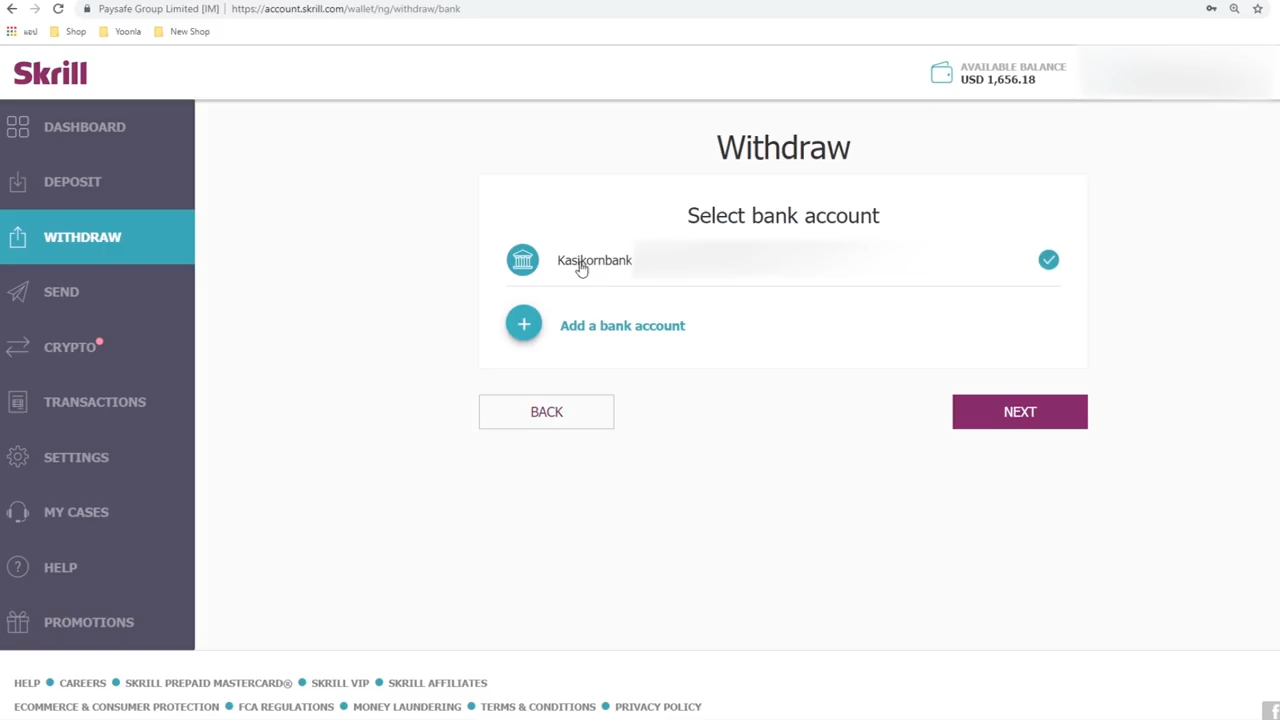 Paysafe Group Limited [IM] | https://account.skrill.com/wallet/ng/withdraw/bank
แอป Shop Yoonla New Shop
Skrill
AVAILABLE BALANCE
USD 1,656.18
DASHBOARD
DEPOSIT
WITHDRAW
SEND
CRYPTO
TRANSACTIONS
SETTINGS
MY CASES
HELP
PROMOTIONS
Withdraw
Select bank account
Kasikornbank
Add a bank account
BACK NEXT
HELP CAREERS SKRILL PREPAID MASTERCARD® SKRILL VIP SKRILL AFFILIATES
ECOMMERCE & CONSUMER PROTECTION FCA REGULATIONS MONEY LAUNDERING TERMS & CONDITIONS PRIVACY POLICY